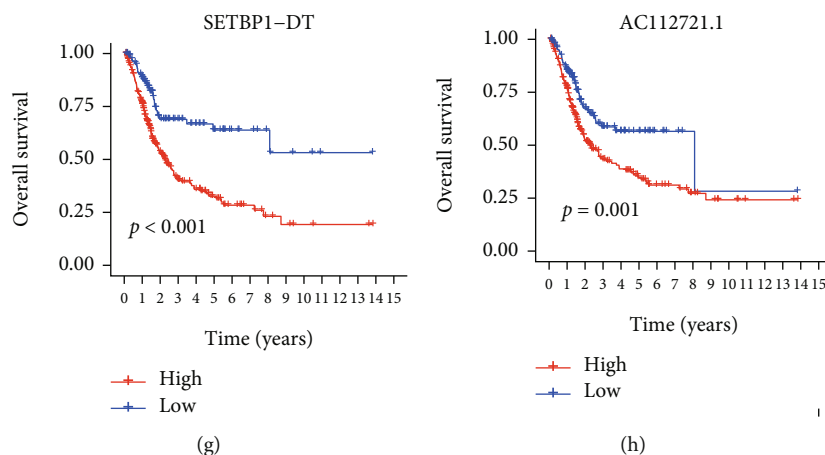 SETBP1−DT
1.00
0.75
0.50
0.25
0.00
Overall survival
p < 0.001
0 1 2 3 4 5 6 7 8 9 10 11 12 13 14 15
Time (years)
High
Low
(g)
AC112721.1
1.00
0.75
0.50
0.25
0.00
Overall survival
p = 0.001
0 1 2 3 4 5 6 7 8 9 10 11 12 13 14 15
Time (years)
High
Low
(h)